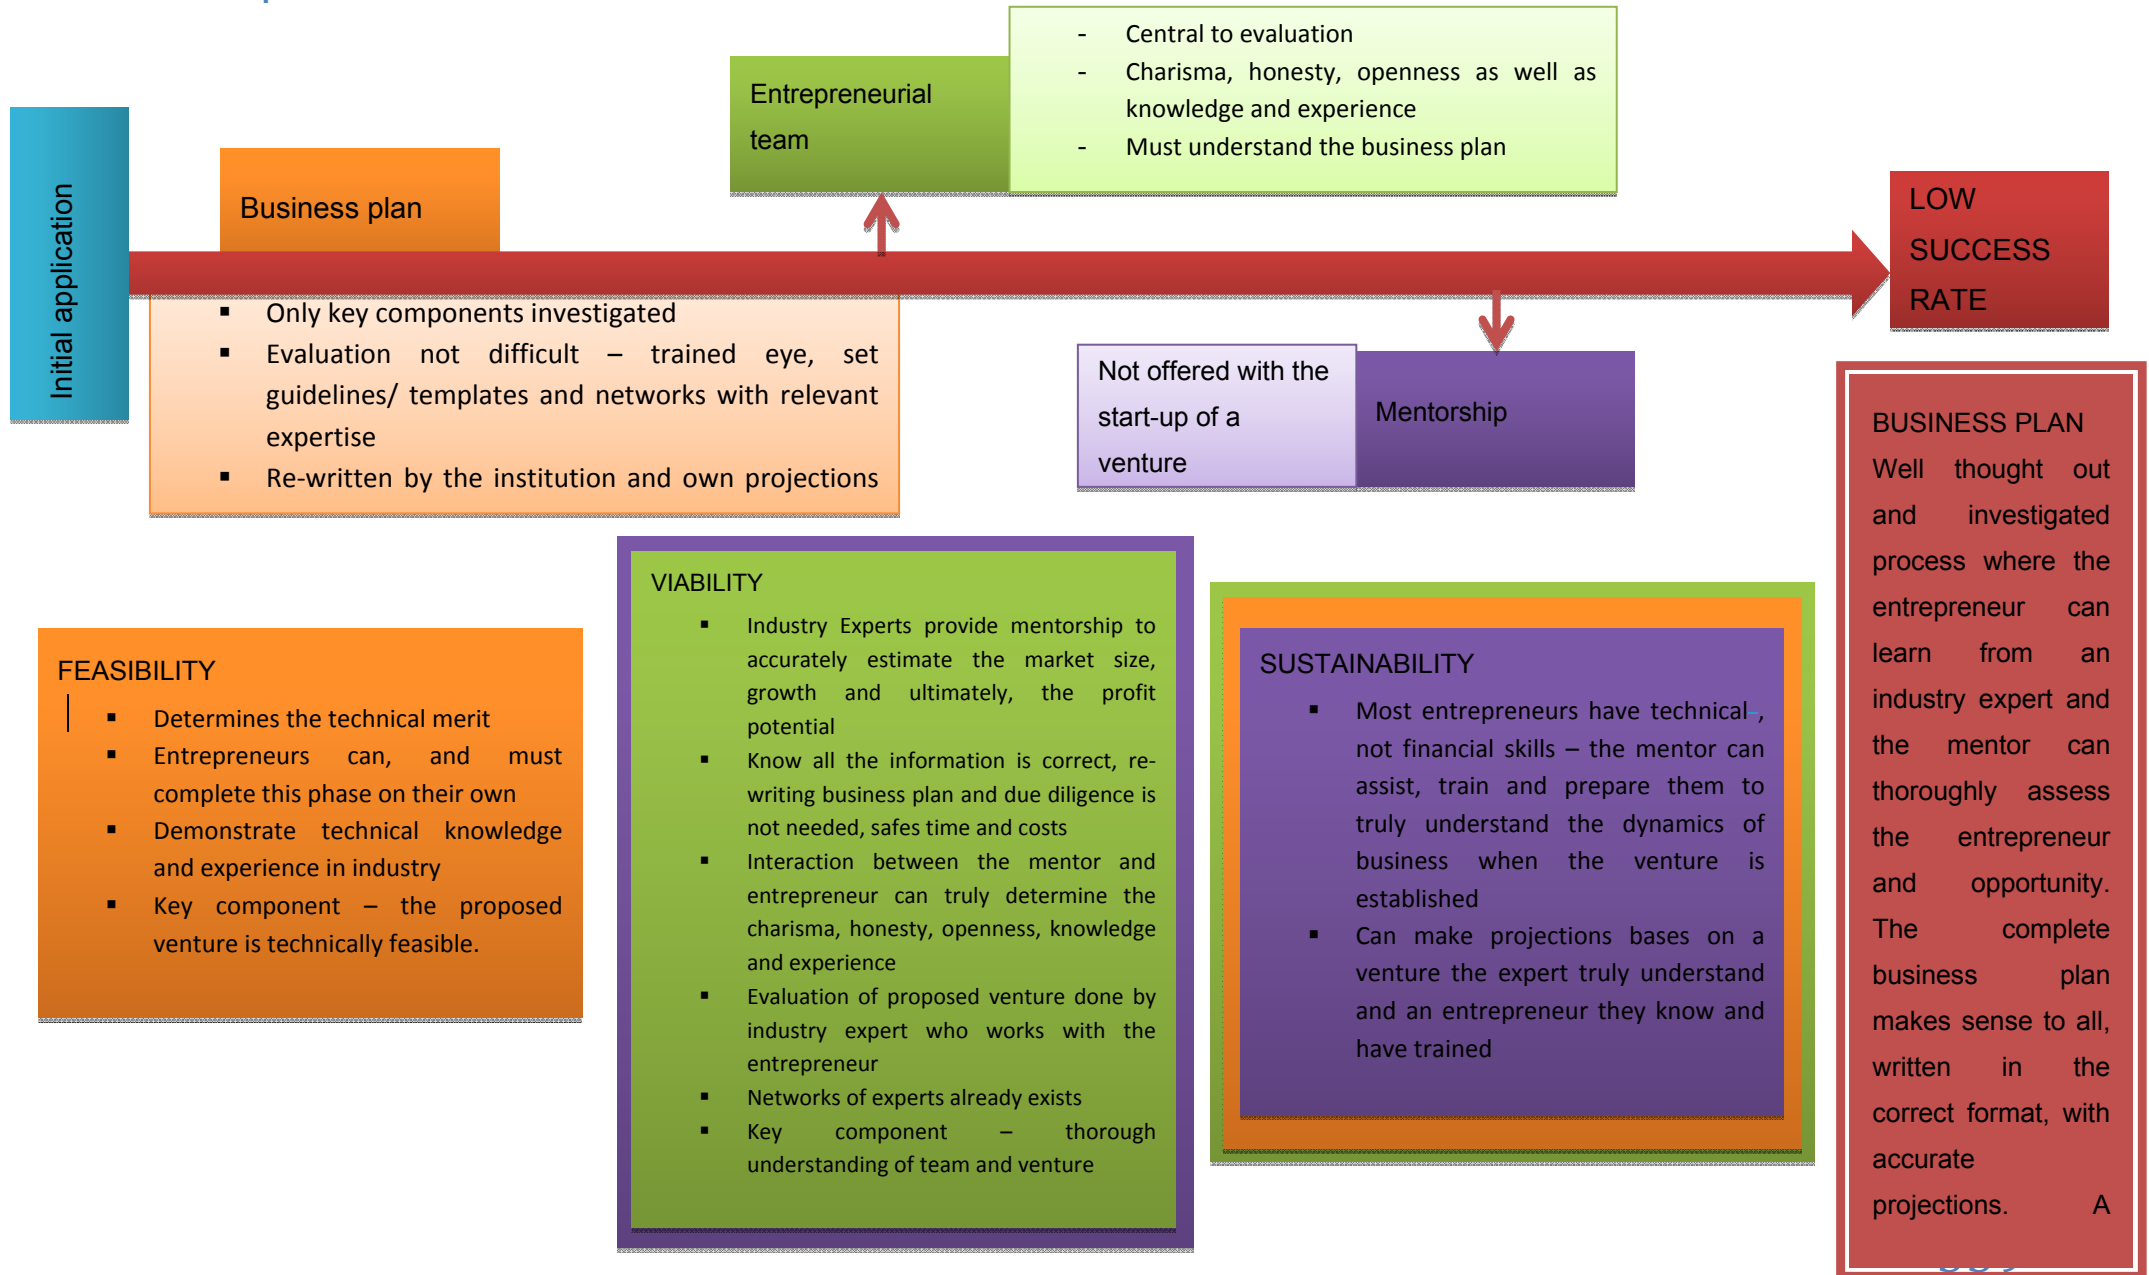 - Central to evaluation
- Charisma, honesty, openness as well as
knowledge and experience
- Must understand the business plan
Entrepreneurial
team
Initial application
Business plan
LOW
SUCCESS
RATE
▪ Only key components investigated
▪ Evaluation not difficult – trained eye, set
guidelines/ templates and networks with relevant
expertise
▪ Re-written by the institution and own projections
Not offered with the
start-up of a
venture
Mentorship
FEASIBILITY
▪ Determines the technical merit
▪ Entrepreneurs can, and must
complete this phase on their own
▪ Demonstrate technical knowledge
and experience in industry
▪ Key component – the proposed
venture is technically feasible.
VIABILITY
▪ Industry Experts provide mentorship to
accurately estimate the market size,
growth and ultimately, the profit
potential
▪ Know all the information is correct, re-
writing business plan and due diligence is
not needed, safes time and costs
▪ Interaction between the mentor and
entrepreneur can truly determine the
charisma, honesty, openness, knowledge
and experience
▪ Evaluation of proposed venture done by
industry expert who works with the
entrepreneur
▪ Networks of experts already exists
▪ Key component – thorough
understanding of team and venture
SUSTAINABILITY
▪ Most entrepreneurs have technical-,
not financial skills – the mentor can
assist, train and prepare them to
truly understand the dynamics of
business when the venture is
established
▪ Can make projections bases on a
venture the expert truly understand
and an entrepreneur they know and
have trained
BUSINESS PLAN
Well thought out
and investigated
process where the
entrepreneur can
learn from an
industry expert and
the mentor can
thoroughly assess
the entrepreneur
and opportunity.
The complete
business plan
makes sense to all,
written in the
correct format, with
accurate
projections. A